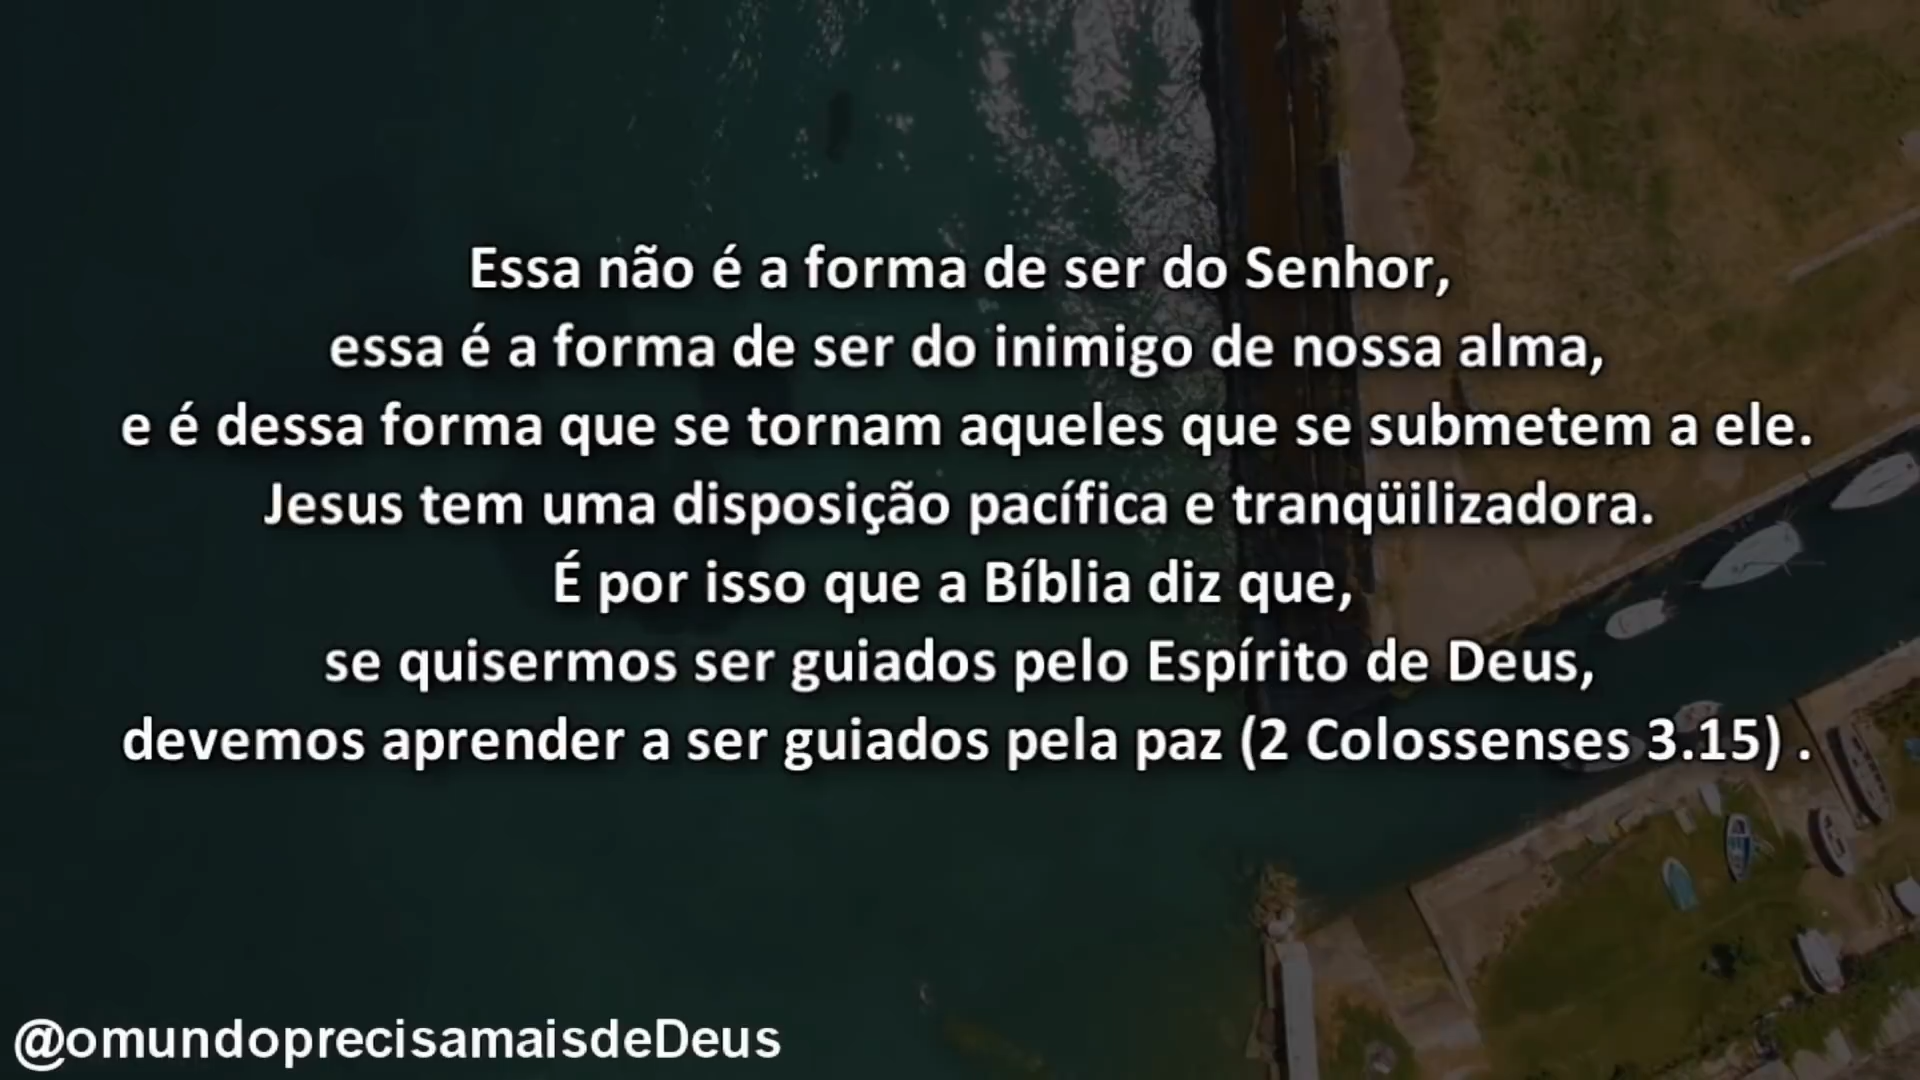 Essa não é a forma de ser do Senhor,
essa é a forma de ser do inimigo de nossa alma,
e é dessa forma que se tornam aqueles que se submetem a ele.
Jesus tem uma disposição pacífica e tranqüilizadora.
É por isso que a Bíblia diz que,
se quisermos ser guiados pelo Espírito de Deus,
devemos aprender a ser guiados pela paz (2 Colossenses 3.15) .
@omundoprecisamaisdeDeus